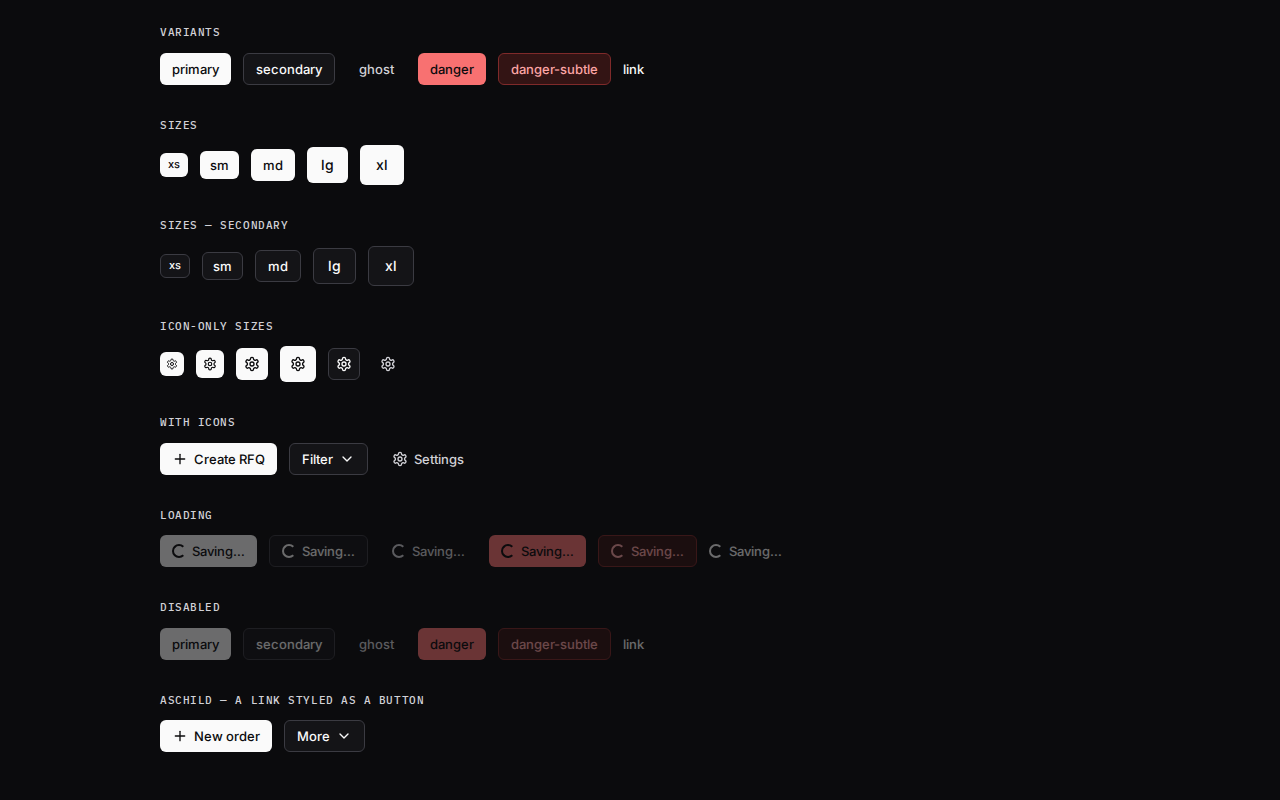 VARIANTS
primary secondary ghost danger danger-subtle link
SIZES
xs sm md lg xl
SIZES — SECONDARY
xs sm md lg xl
ICON-ONLY SIZES
WITH ICONS
Create RFQ Filter Settings
LOADING
Saving… Saving… Saving… Saving… Saving… Saving…
DISABLED
primary secondary ghost danger danger-subtle link
ASCHILD — A LINK STYLED AS A BUTTON
New order More